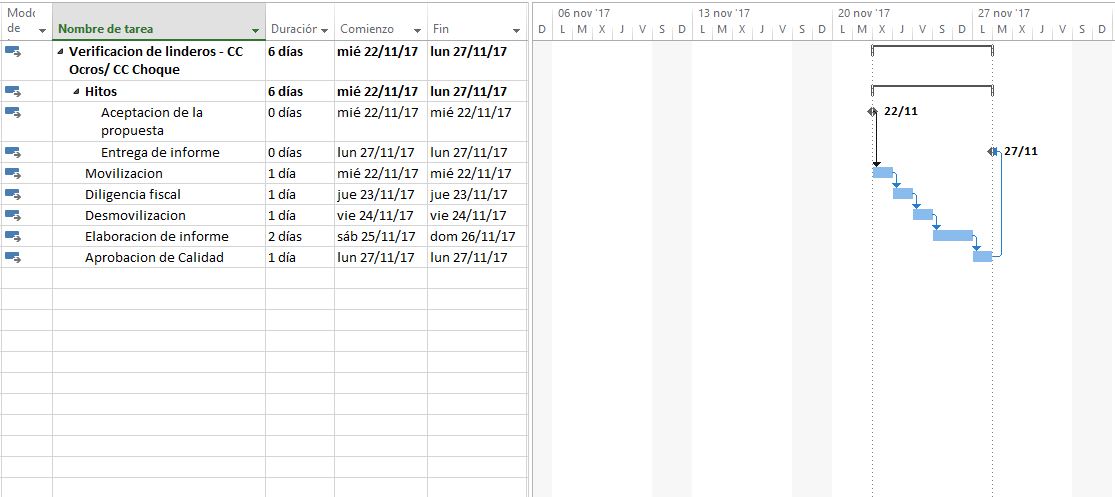 Modo
de
Nombre de tarea
Duración
Comienzo
Fin
Verificacion de linderos - CC
Ocros/ CC Choque
6 días
mié 22/11/17
lun 27/11/17
Hitos
6 días
mié 22/11/17
lun 27/11/17
Aceptacion de la
propuesta
0 días
mié 22/11/17
mié 22/11/17
Entrega de informe
0 días
lun 27/11/17
lun 27/11/17
Movilizacion
1 día
mié 22/11/17
mié 22/11/17
Diligencia fiscal
1 día
jue 23/11/17
jue 23/11/17
Desmovilizacion
1 día
vie 24/11/17
vie 24/11/17
Elaboracion de informe
2 días
sáb 25/11/17
dom 26/11/17
Aprobacion de Calidad
1 día
lun 27/11/17
lun 27/11/17
06 nov '17
13 nov '17
20 nov '17
27 nov '17
D L M X J V S D L M X J V S D L M X J V S D L M X J V S D
22/11
27/11